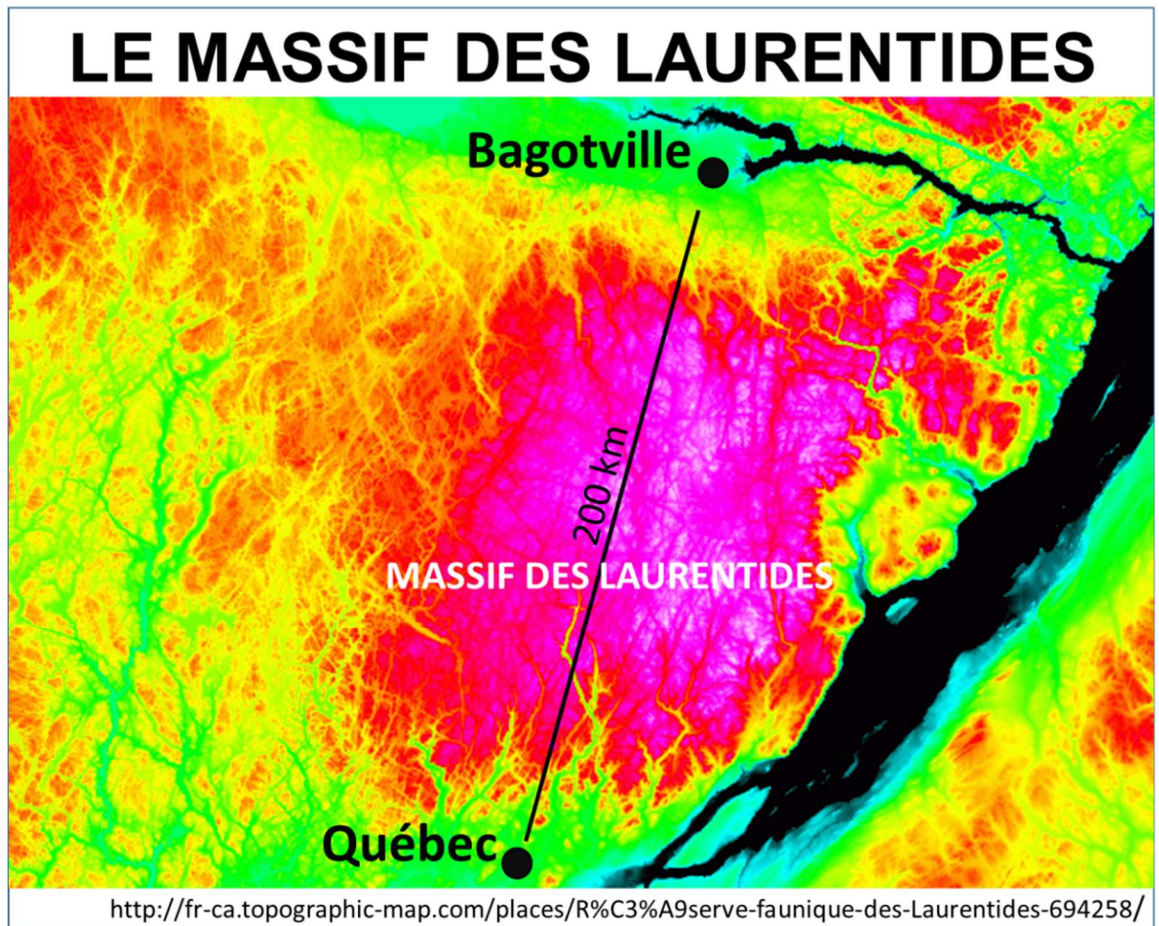 LE MASSIF DES LAURENTIDES
Bagotville
200 km
MASSIF DES LAURENTIDES
Québec
http://fr-ca.topographic-map.com/places/R%C3%A9serve-faunique-des-Laurentides-694258/